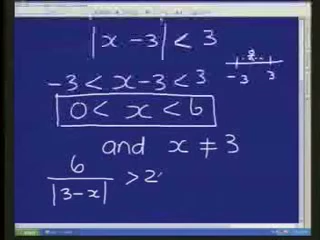 |x - 3| < 3
-3 < x-3 < 3
-3 3
0 < x < 6
and x ≠ 3
6/|3-x| > 2